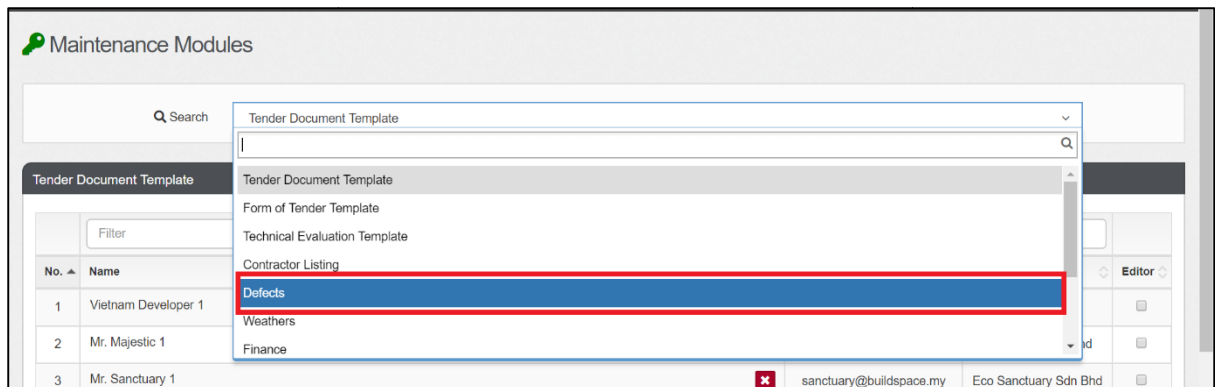 Maintenance Modules
Search
Tender Document Template
Tender Document Template
Tender Document Template
Form of Tender Template
Filter
Technical Evaluation Template
Contractor Listing
No. Name Editor
Defects
1 Vietnam Developer 1
Weathers
2 Mr. Majestic 1
Finance
3 Mr. Sanctuary 1 sanctuary@buildspace.my Eco Sanctuary Sdn Bhd